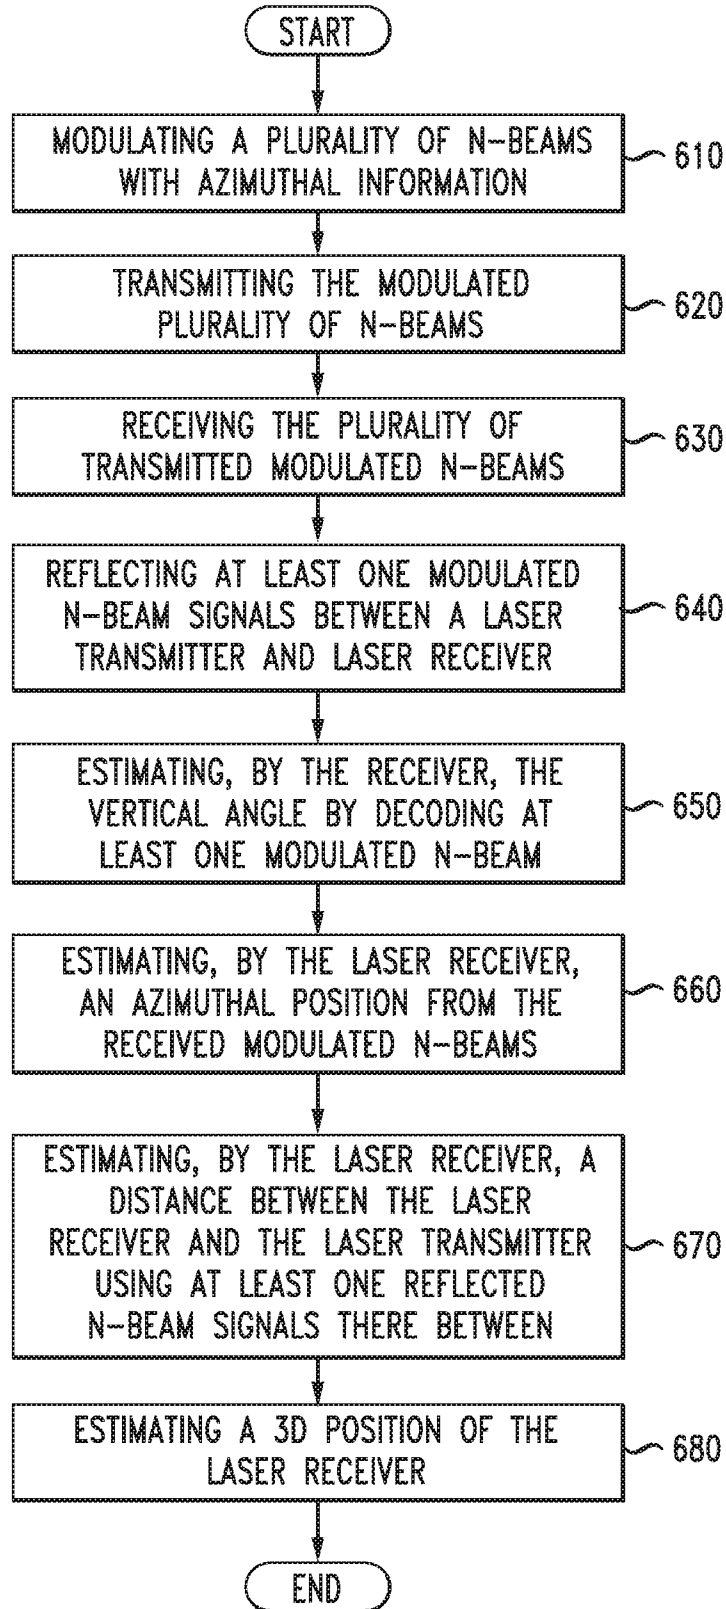 START
MODULATING A PLURALITY OF N-BEAMS
WITH AZIMUTHAL INFORMATION
610
TRANSMITTING THE MODULATED
PLURALITY OF N-BEAMS
620
RECEIVING THE PLURALITY OF
TRANSMITTED MODULATED N-BEAMS
630
REFLECTING AT LEAST ONE MODULATED
N-BEAM SIGNALS BETWEEN A LASER
TRANSMITTER AND LASER RECEIVER
640
ESTIMATING, BY THE RECEIVER, THE
VERTICAL ANGLE BY DECODING AT
LEAST ONE MODULATED N-BEAM
650
ESTIMATING, BY THE LASER RECEIVER,
AN AZIMUTHAL POSITION FROM THE
RECEIVED MODULATED N-BEAMS
660
ESTIMATING, BY THE LASER RECEIVER, A
DISTANCE BETWEEN THE LASER
RECEIVER AND THE LASER TRANSMITTER
USING AT LEAST ONE REFLECTED
N-BEAM SIGNALS THERE BETWEEN
670
ESTIMATING A 3D POSITION OF THE
LASER RECEIVER
680
END